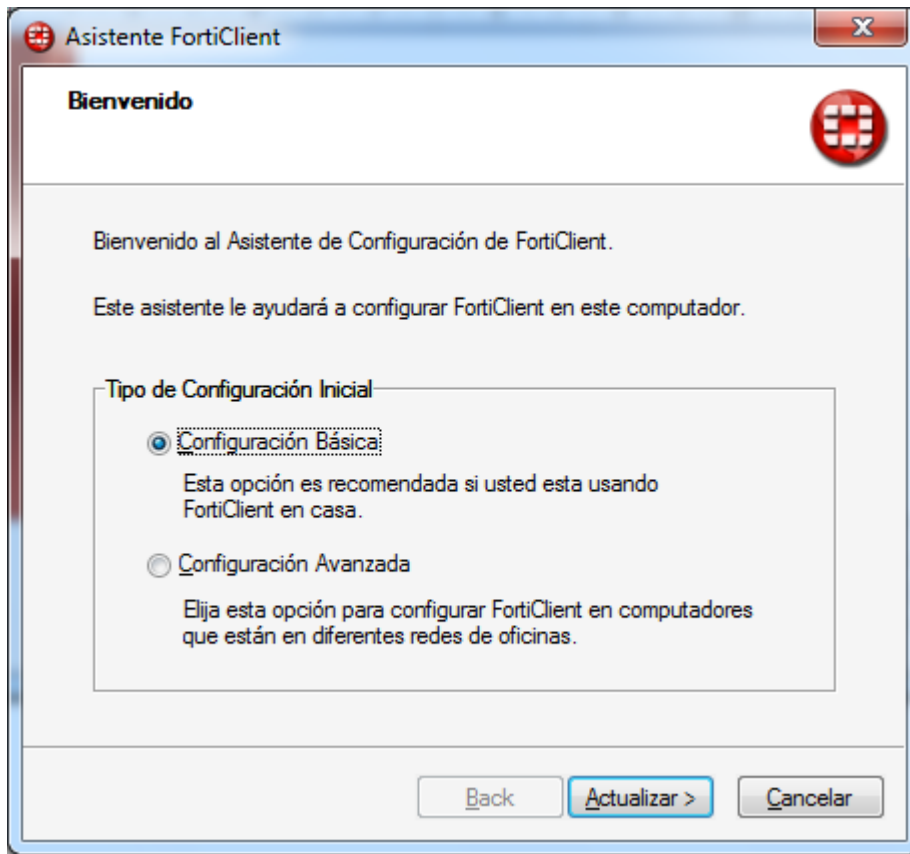 Asistente FortiClient
Bienvenido
Bienvenido al Asistente de Configuración de FortiClient.
Este asistente le ayudará a configurar FortiClient en este computador.
Tipo de Configuración Inicial
Configuración Básica
Esta opción es recomendada si usted esta usando
FortiClient en casa.
Configuración Avanzada
Elija esta opción para configurar FortiClient en computadores
que están en diferentes redes de oficinas.
Back
Actualizar >
Cancelar